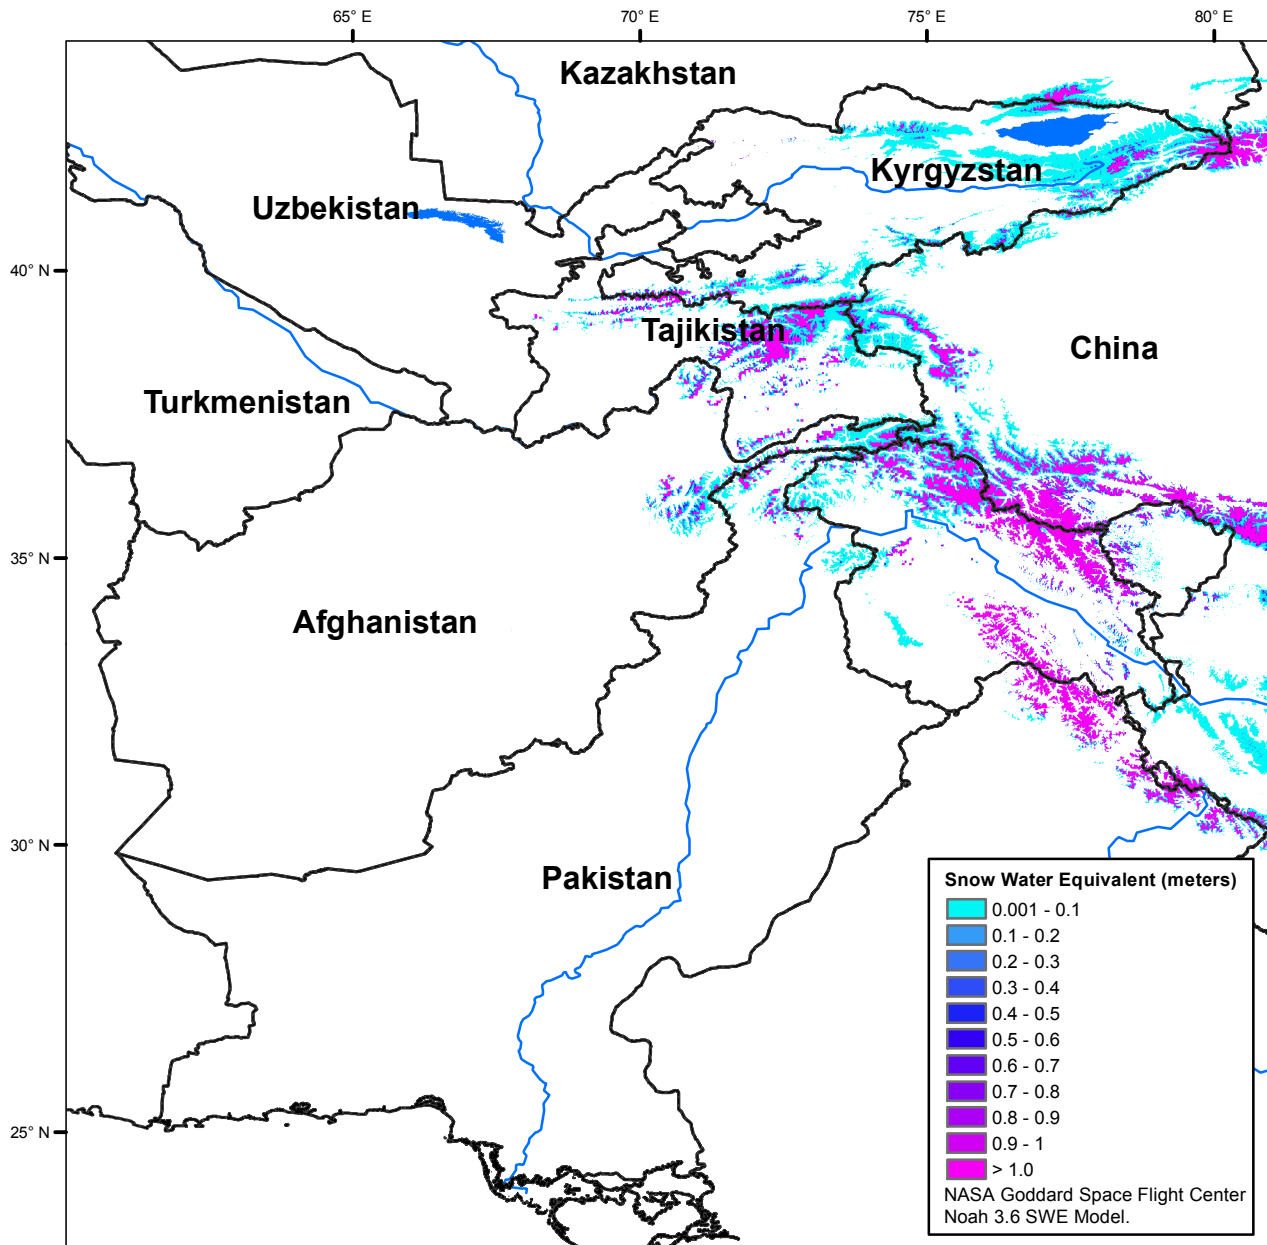 65° E
70° E
75° E
80° E
Kazakhstan
Kyrgyzstan
Uzbekistan
40° N
Tajikistan
China
Turkmenistan
35° N
Afghanistan
30° N
Pakistan
25° N
Snow Water Equivalent (meters)
0.001 - 0.1
0.1 - 0.2
0.2 - 0.3
0.3 - 0.4
0.4 - 0.5
0.5 - 0.6
0.6 - 0.7
0.7 - 0.8
0.8 - 0.9
0.9 - 1
> 1.0
NASA Goddard Space Flight Center
Noah 3.6 SWE Model.